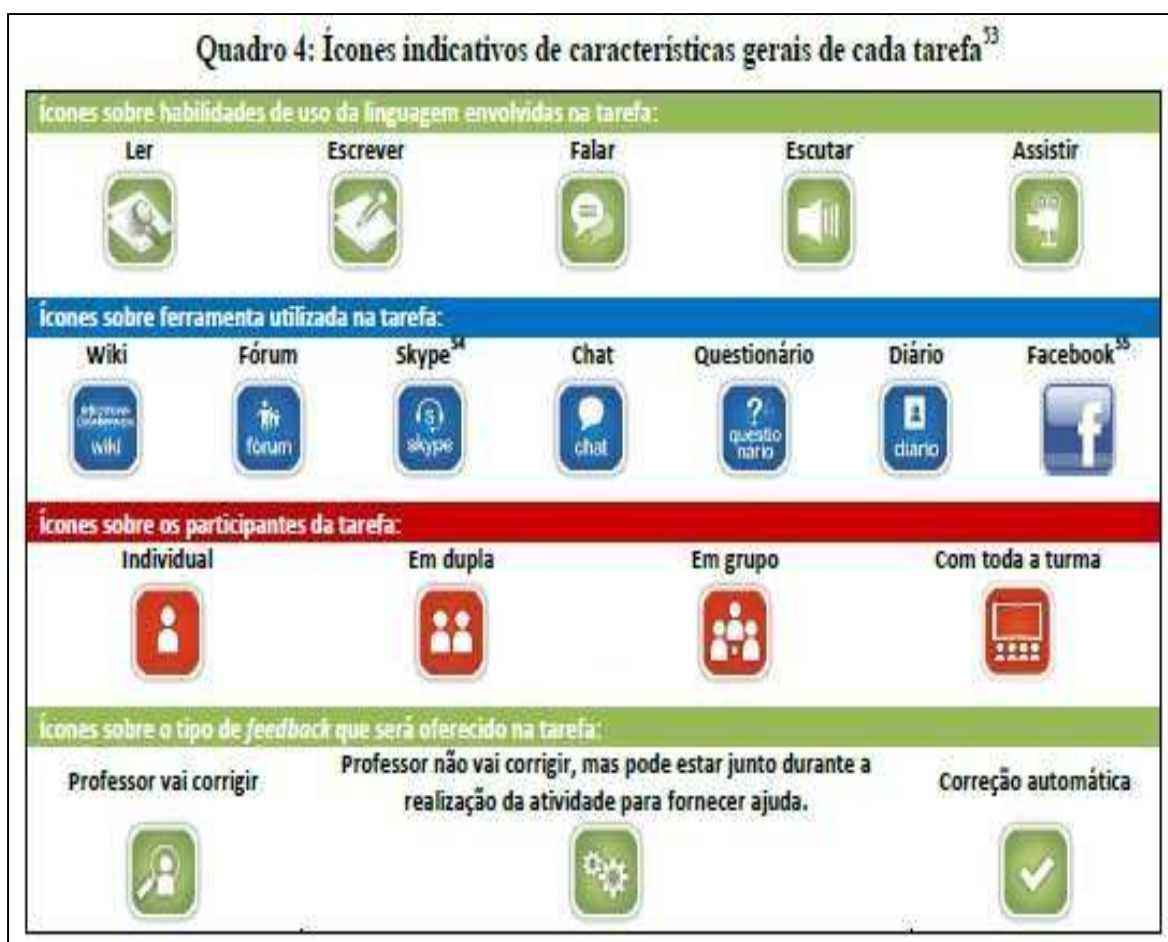 Quadro 4: Ícones indicativos de características gerais de cada tarefa53
Ícones sobre habilidades de uso da linguagem envolvidas na tarefa:
Ler Escrever Falar Escutar Assistir
Ícones sobre ferramenta utilizada na tarefa:
Wiki Fórum Skype54 Chat Questionário Diário Facebook55
wiki fórum skype chat questio nário diário f
Ícones sobre os participantes da tarefa:
Individual Em dupla Em grupo Com toda a turma
Ícones sobre o tipo de feedback que será oferecido na tarefa:
Professor vai corrigir Professor não vai corrigir, mas pode estar junto durante a realização da atividade para fornecer ajuda. Correção automática